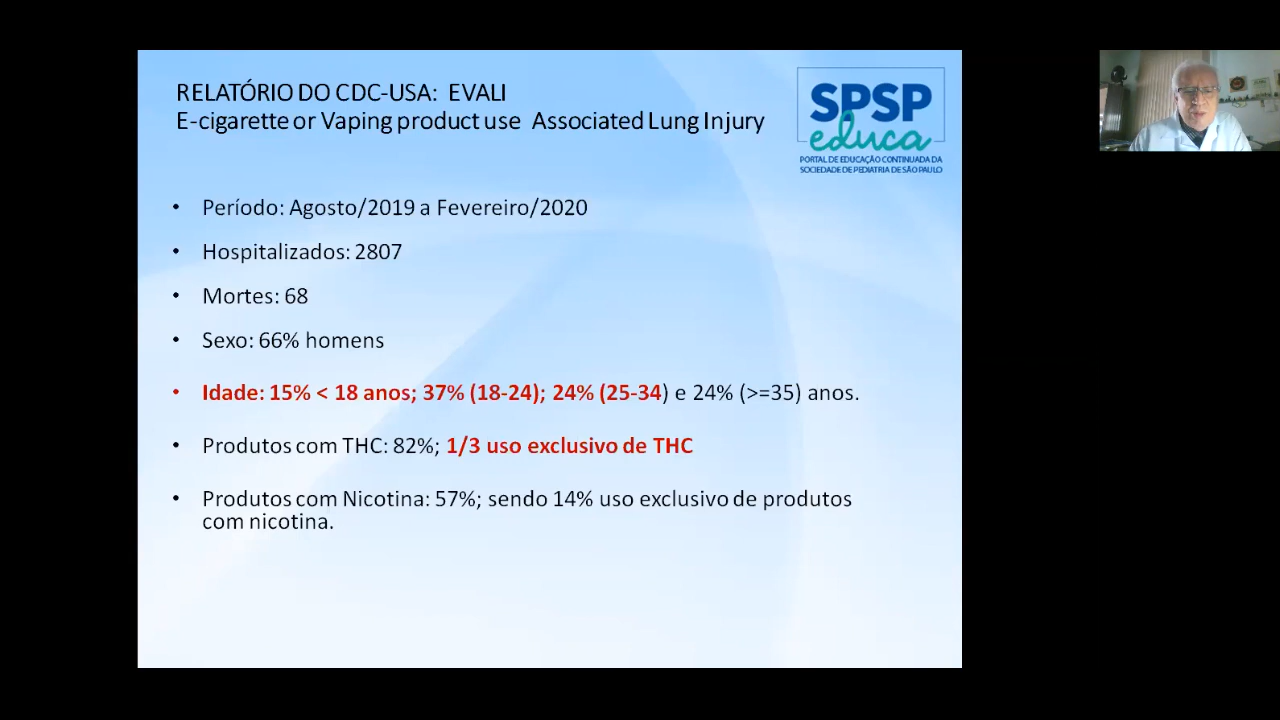 RELATÓRIO DO CDC-USA: EVALI
E-cigarette or Vaping product use Associated Lung Injury
SPSP
educa
PORTAL DE EDUCAÇÃO CONTINUADA DA
SOCIEDADE DE PEDIATRIA DE SÃO PAULO
• Período: Agosto/2019 a Fevereiro/2020
• Hospitalizados: 2807
• Mortes: 68
• Sexo: 66% homens
• Idade: 15% < 18 anos; 37% (18-24); 24% (25-34) e 24% (>=35) anos.
• Produtos com THC: 82%; 1/3 uso exclusivo de THC
• Produtos com Nicotina: 57%; sendo 14% uso exclusivo de produtos
com nicotina.